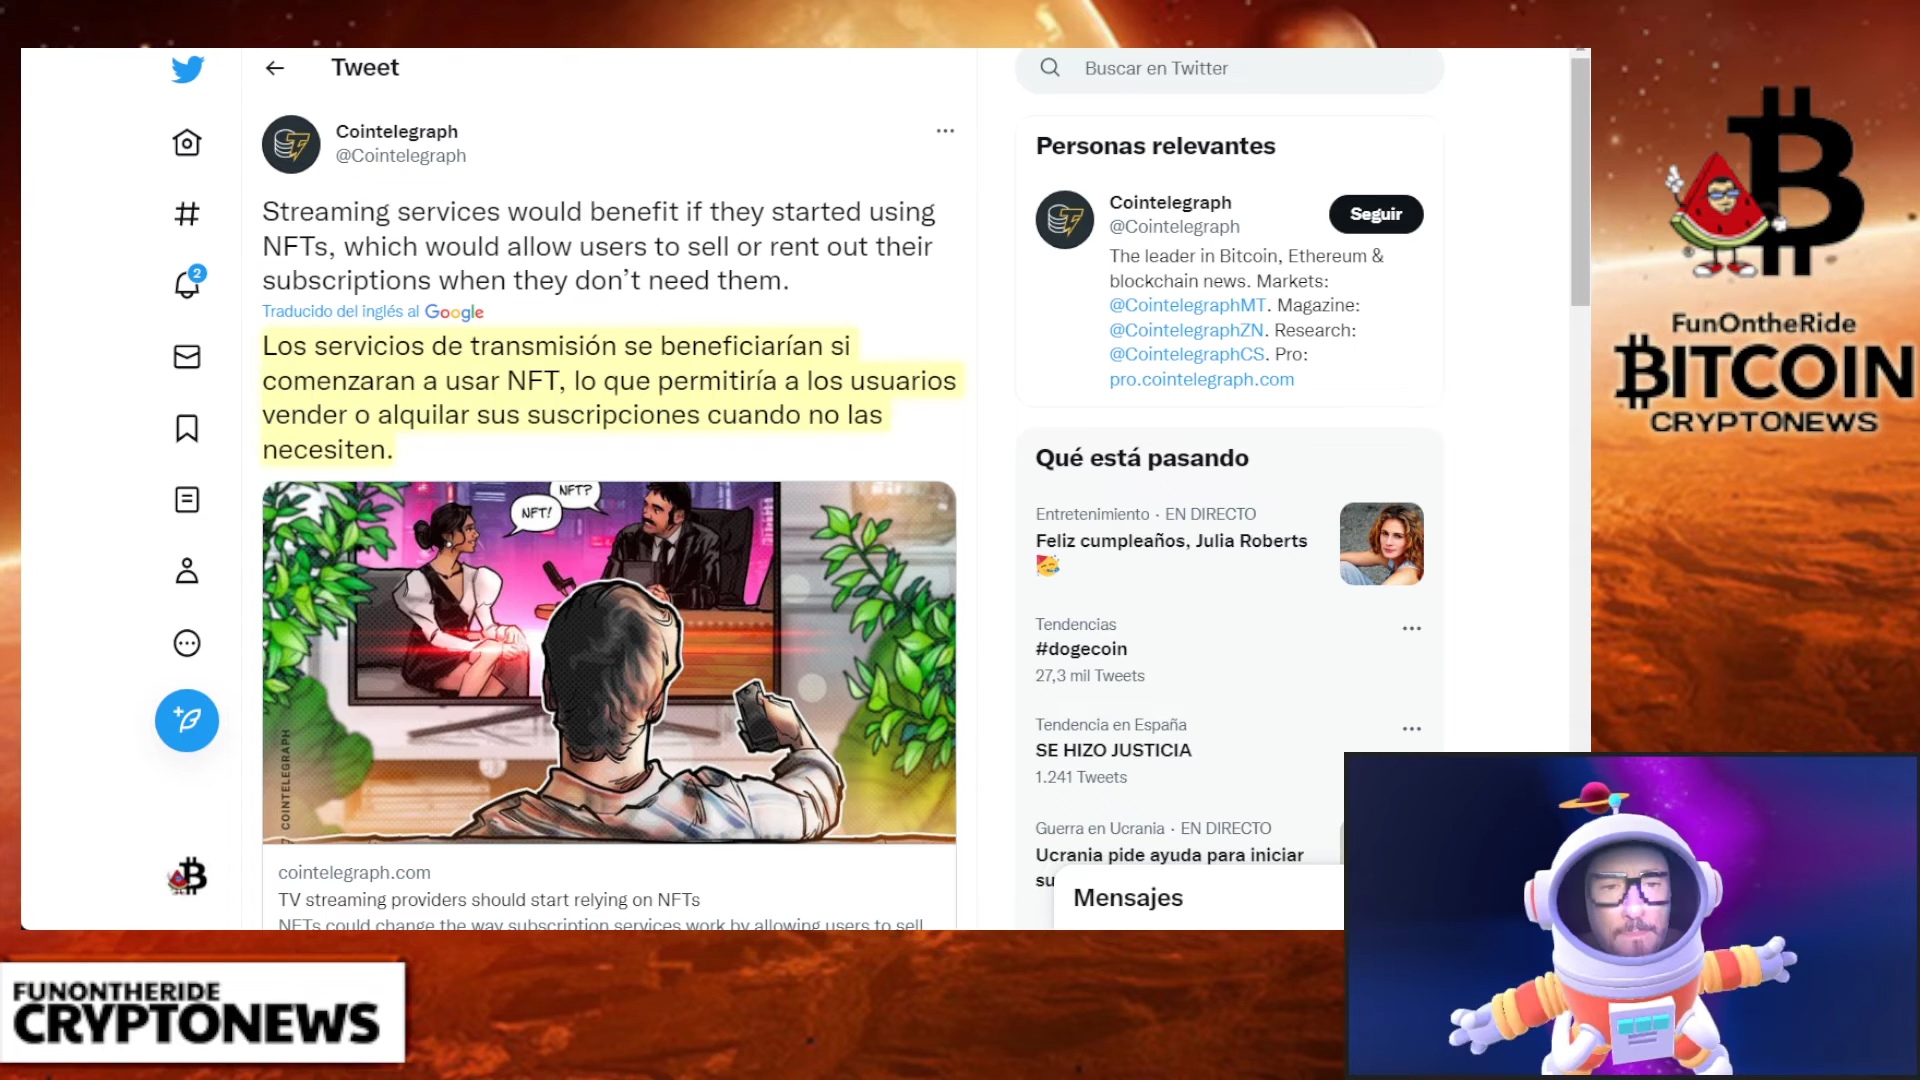 Tweet
Cointelegraph
@Cointelegraph
Streaming services would benefit if they started using
NFTs, which would allow users to sell or rent out their
subscriptions when they don’t need them.
Traducido del inglés al Google
Los servicios de transmisión se beneficiarían si
comenzaran a usar NFT, lo que permitiría a los usuarios
vender o alquilar sus suscripciones cuando no las
necesiten.
NFT!
NFT?
COINTELEGRAPH
cointelegraph.com
TV streaming providers should start relying on NFTs
NFTs could change the way subscription services work by allowing users to sell
2
Buscar en Twitter
Personas relevantes
Cointelegraph
@Cointelegraph
Seguir
The leader in Bitcoin, Ethereum &
blockchain news. Markets:
@CointelegraphMT. Magazine:
@CointelegraphZN. Research:
@CointelegraphCS. Pro:
pro.cointelegraph.com
Qué está pasando
Entretenimiento · EN DIRECTO
Feliz cumpleaños, Julia Roberts
Tendencias
#dogecoin
27,3 mil Tweets
Tendencia en España
SE HIZO JUSTICIA
1.241 Tweets
Guerra en Ucrania · EN DIRECTO
Ucrania pide ayuda para iniciar
su
Mensajes
FunOntheRide
BITCOIN
CRYPTONEWS
FUNONTHERIDE
CRYPTONEWS